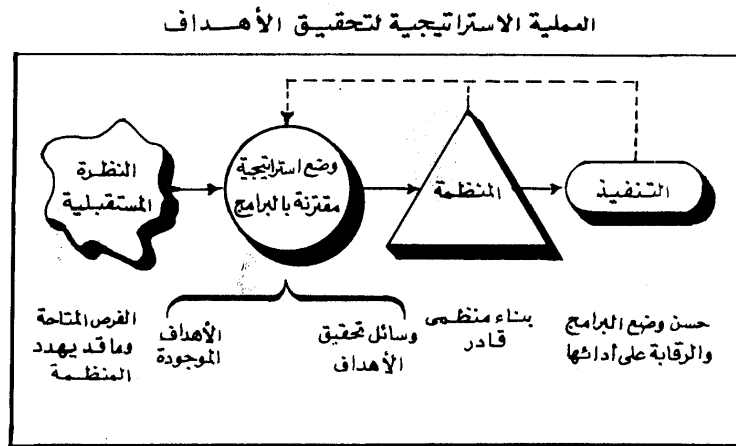 العملية الاستراتيجية لتحقيق الأهداف
النظرة
المستقبلية
وضع استراتيجية
مقترنة بالبرامج
المنظمة
التنفيذ
الفرص المتاحة
وما قد يهدد
المنظمة
الأهداف
الموجودة
وسائل تحقيق
الأهداف
بناء منظمى
قادر
حسن وضع البرامج
والرقابة على أدائها